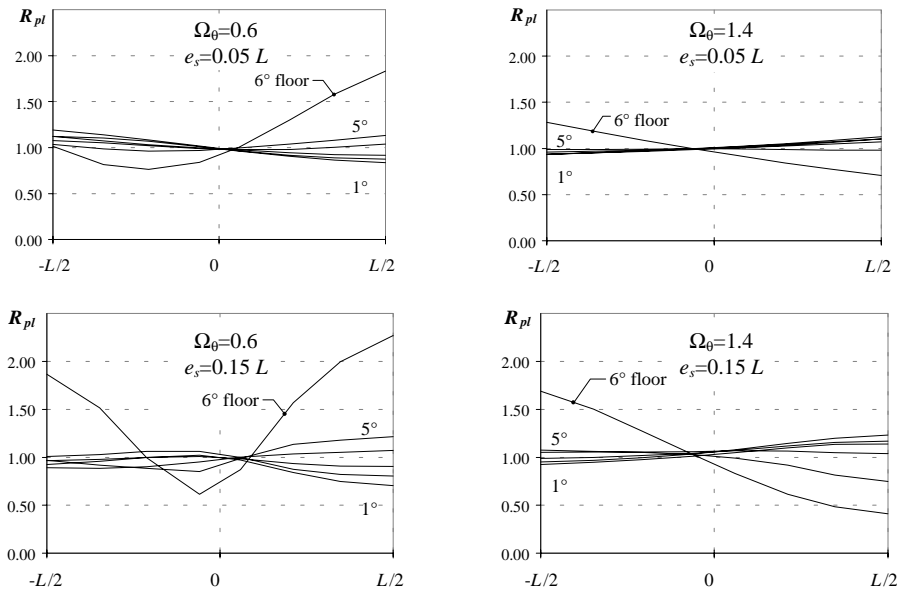 R_pl
Ω_θ=0.6
e_s=0.05 L
2.00
1.50
1.00
0.50
0.00
6° floor
5°
1°
-L/2
0
L/2
R_pl
Ω_θ=1.4
e_s=0.05 L
2.00
1.50
1.00
0.50
0.00
6° floor
5°
1°
-L/2
0
L/2
R_pl
Ω_θ=0.6
e_s=0.15 L
2.00
1.50
1.00
0.50
0.00
6° floor
5°
1°
-L/2
0
L/2
R_pl
Ω_θ=1.4
e_s=0.15 L
2.00
1.50
1.00
0.50
0.00
6° floor
5°
1°
-L/2
0
L/2